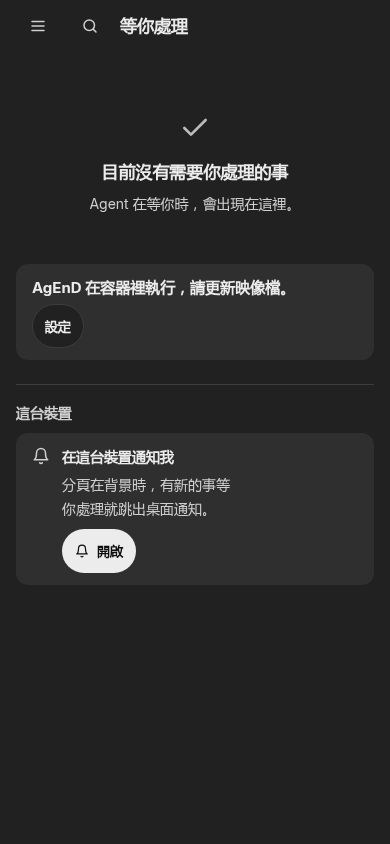 等你處理
目前沒有需要你處理的事
Agent 在等你時，會出現在這裡。
AgEnD 在容器裡執行，請更新映像檔。
設定
這台裝置
在這台裝置通知我
分頁在背景時，有新的事等
你處理就跳出桌面通知。
開啟